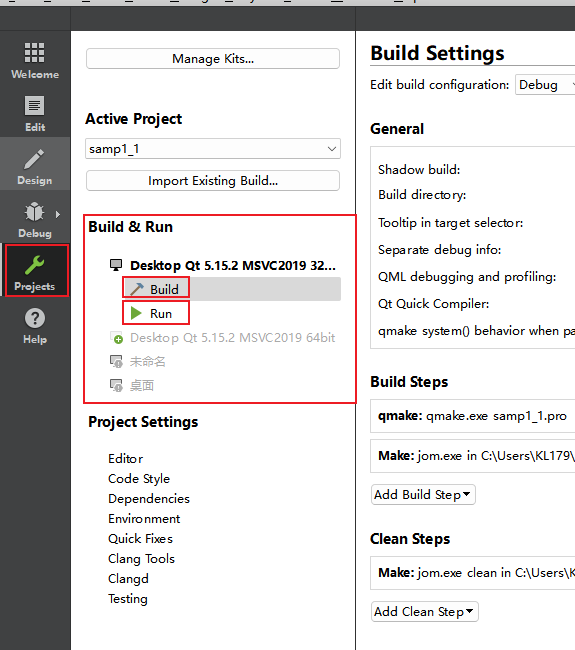 Welcome
Edit
Design
Debug
Projects
Help
Manage Kits...
Active Project
samp1_1
Import Existing Build...
Build & Run
Desktop Qt 5.15.2 MSVC2019 32...
Build
Run
Desktop Qt 5.15.2 MSVC2019 64bit
未命名
桌面
Project Settings
Editor
Code Style
Dependencies
Environment
Quick Fixes
Clang Tools
Clangd
Testing
Build Settings
Edit build configuration: Debug
General
Shadow build:
Build directory:
Tooltip in target selector:
Separate debug info:
QML debugging and profiling:
Qt Quick Compiler:
qmake system() behavior when pa
Build Steps
qmake: qmake.exe samp1_1.pro
Make: jom.exe in C:\Users\KL179\
Add Build Step
Clean Steps
Make: jom.exe clean in C:\Users\K
Add Clean Step